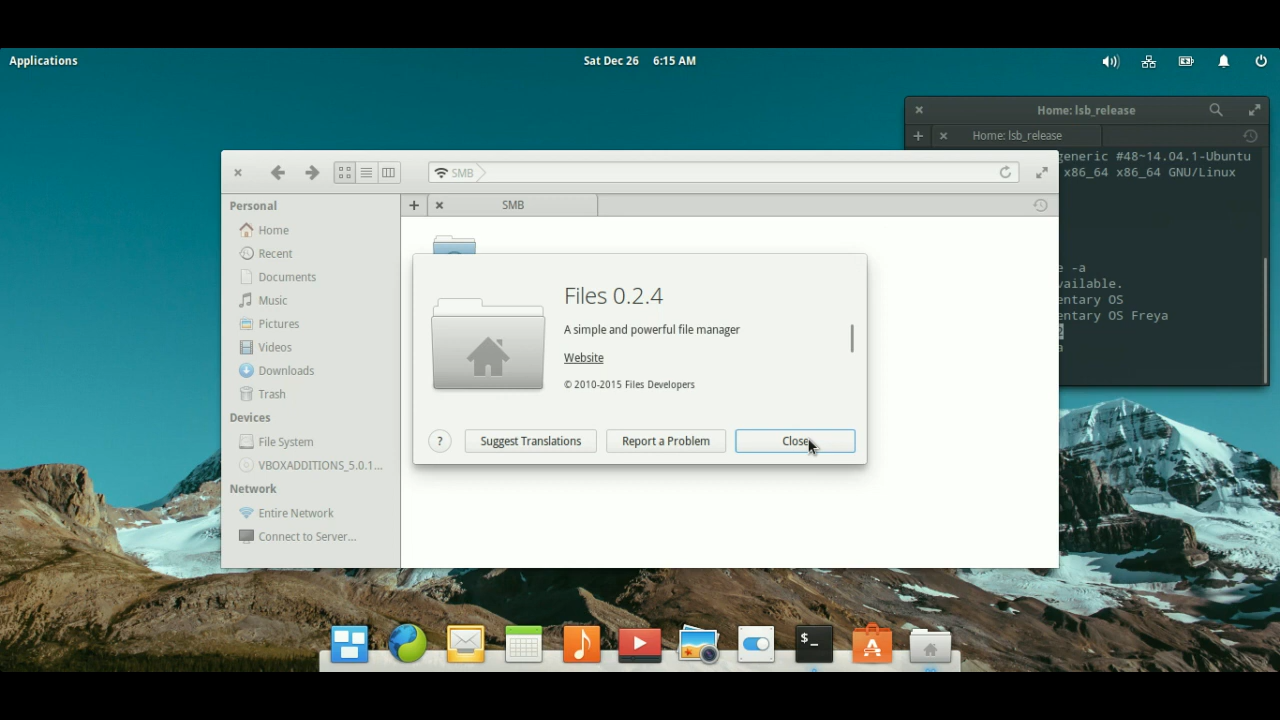 Applications
Sat Dec 26 6:15 AM
Home: lsb_release
Home: lsb_release
generic #48~14.04.1-Ubuntu
x86_64 x86_64 GNU/Linux
-a
entary OS
entary OS Freya
SMB
SMB
Personal
Home
Recent
Documents
Music
Pictures
Videos
Downloads
Trash
Devices
File System
VBOXADDITIONS_5.0.1...
Network
Entire Network
Connect to Server...
Files 0.2.4
A simple and powerful file manager
Website
© 2010-2015 Files Developers
?
Suggest Translations
Report a Problem
Close
$_